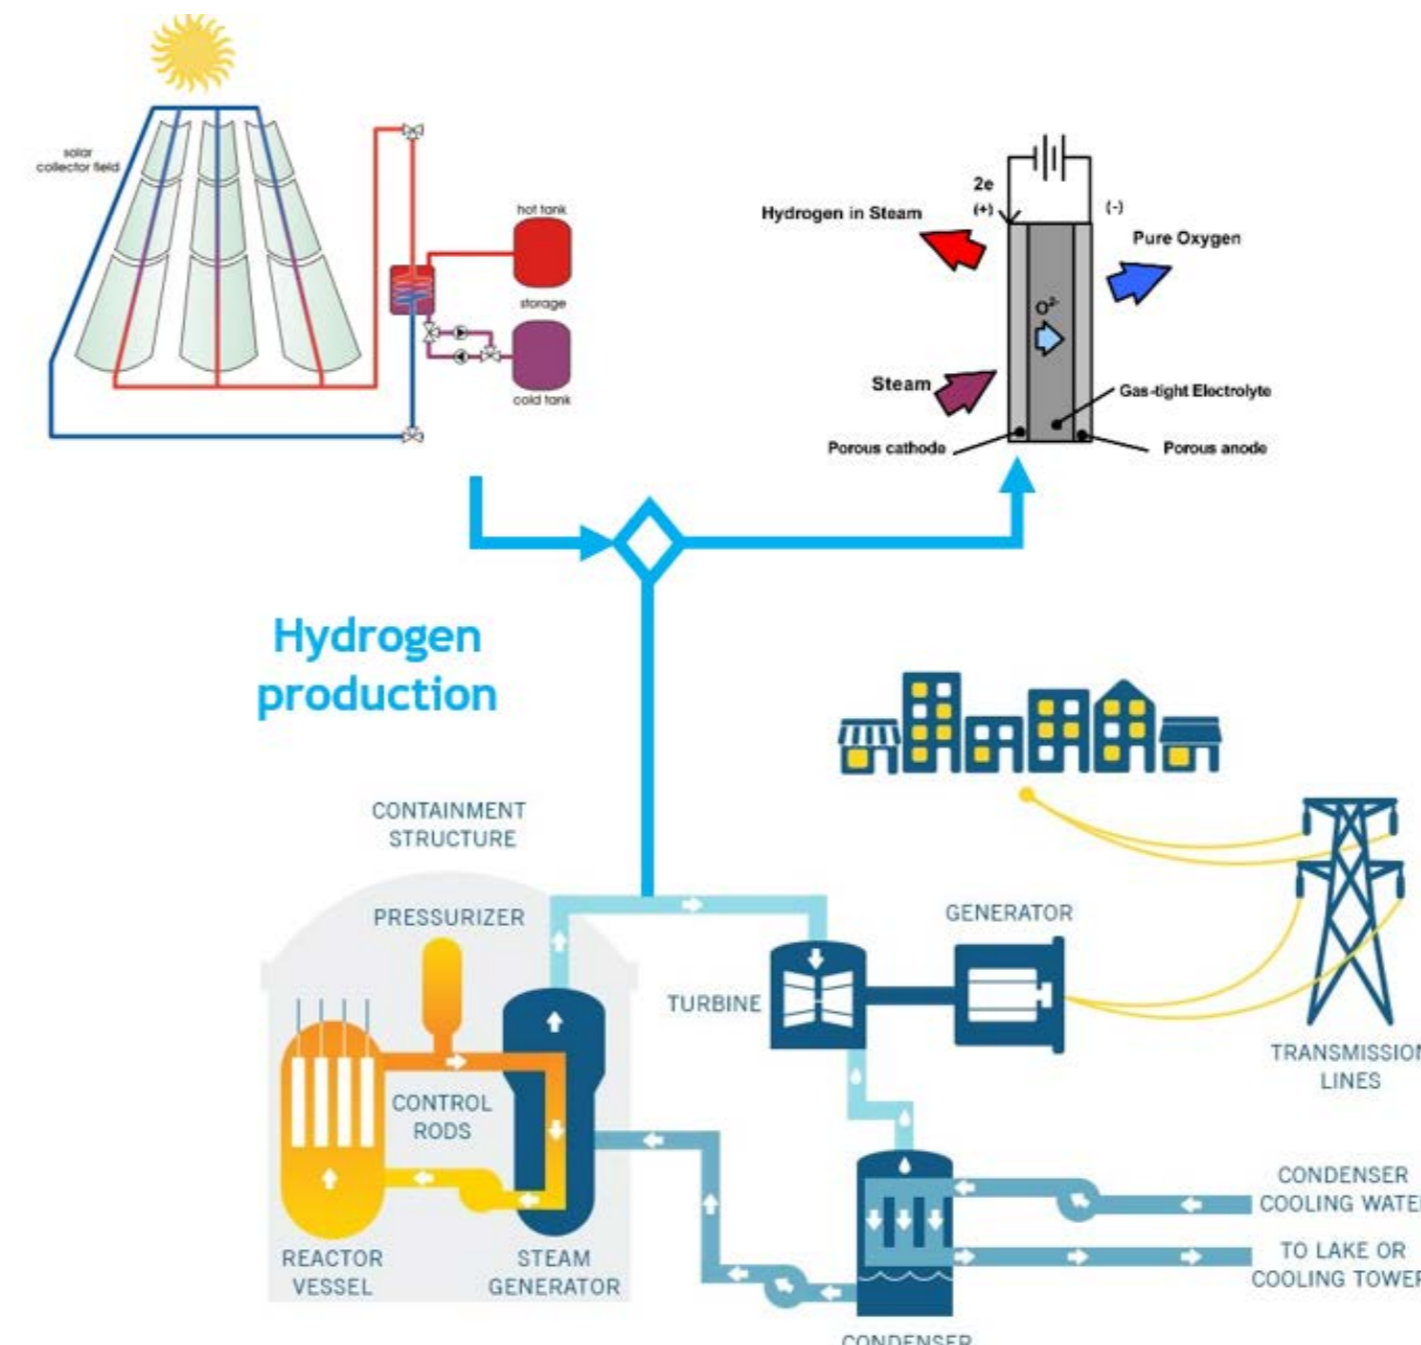 solar
collector field
hot tank
storage
cold tank
2e
(+)
(-)
Hydrogen in Steam
Pure Oxygen
O²⁻
Steam
Gas-tight Electrolyte
Porous cathode
Porous anode
Hydrogen
production
CONTAINMENT
STRUCTURE
PRESSURIZER
GENERATOR
TURBINE
TRANSMISSION
LINES
CONTROL
RODS
CONDENSER
COOLING WATER
REACTOR
VESSEL
STEAM
GENERATOR
TO LAKE OR
COOLING TOWER
CONDENSER